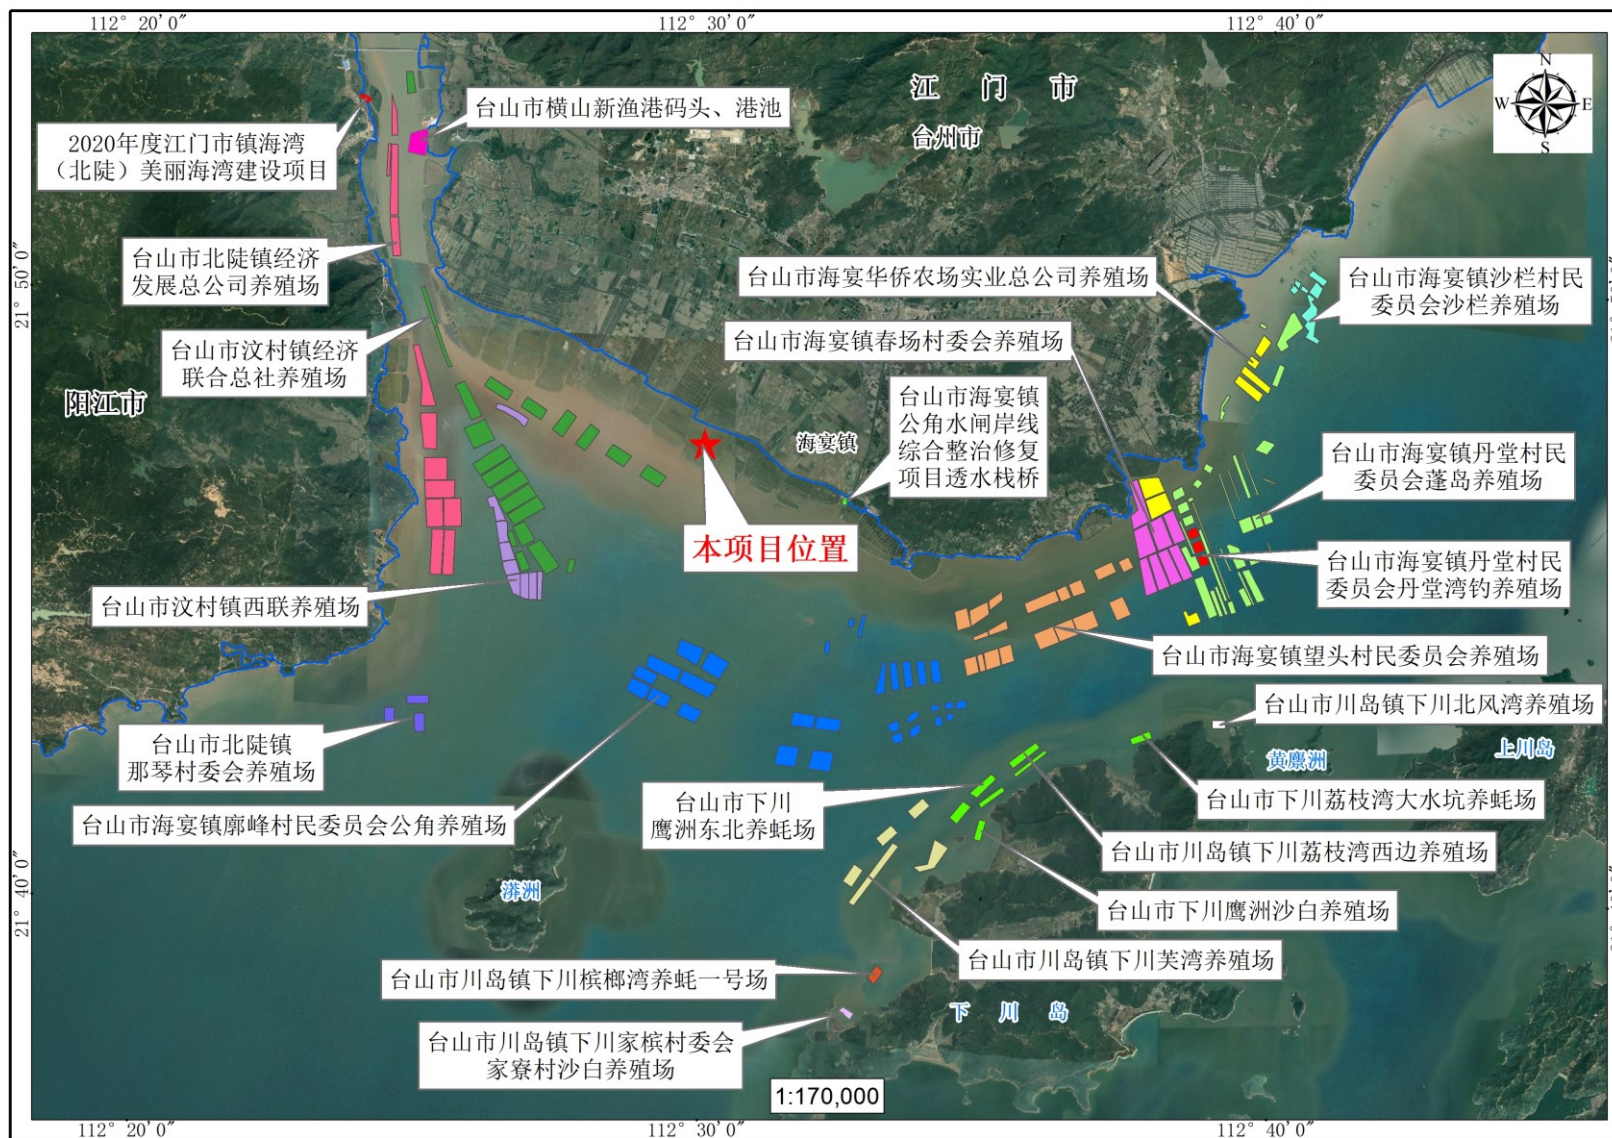 112° 20′0″
112° 30′0″
112° 40′0″
N
W
E
S
江 门 市
台州市
台山市横山新渔港码头、港池
2020年度江门市镇海湾
（北陡）美丽海湾建设项目
台山市北陡镇经济
发展总公司养殖场
21° 50′0″
台山市海宴华侨农场实业总公司养殖场
台山市海宴镇沙栏村民
委员会沙栏养殖场
台山市汶村镇经济
联合总社养殖场
台山市海宴镇春场村委会养殖场
阳江市
台山市海宴镇
公角水闸岸线
综合整治修复
项目透水栈桥
海宴镇
台山市海宴镇丹堂村民
委员会蓬岛养殖场
本项目位置
台山市海宴镇丹堂村民
委员会丹堂湾钓养殖场
台山市汶村镇西联养殖场
台山市海宴镇望头村民委员会养殖场
台山市川岛镇下川北风湾养殖场
台山市北陡镇
那琴村委会养殖场
黄麖洲
上川岛
台山市海宴镇廓峰村民委员会公角养殖场
台山市下川
鹰洲东北养蚝场
台山市下川荔枝湾大水坑养蚝场
台山市川岛镇下川荔枝湾西边养殖场
21° 40′0″
漭洲
台山市下川鹰洲沙白养殖场
台山市川岛镇下川芙湾养殖场
台山市川岛镇下川槟榔湾养蚝一号场
下 川 岛
台山市川岛镇下川家槟村委会
家寮村沙白养殖场
1:170,000
112° 20′0″
112° 30′0″
112° 40′0″